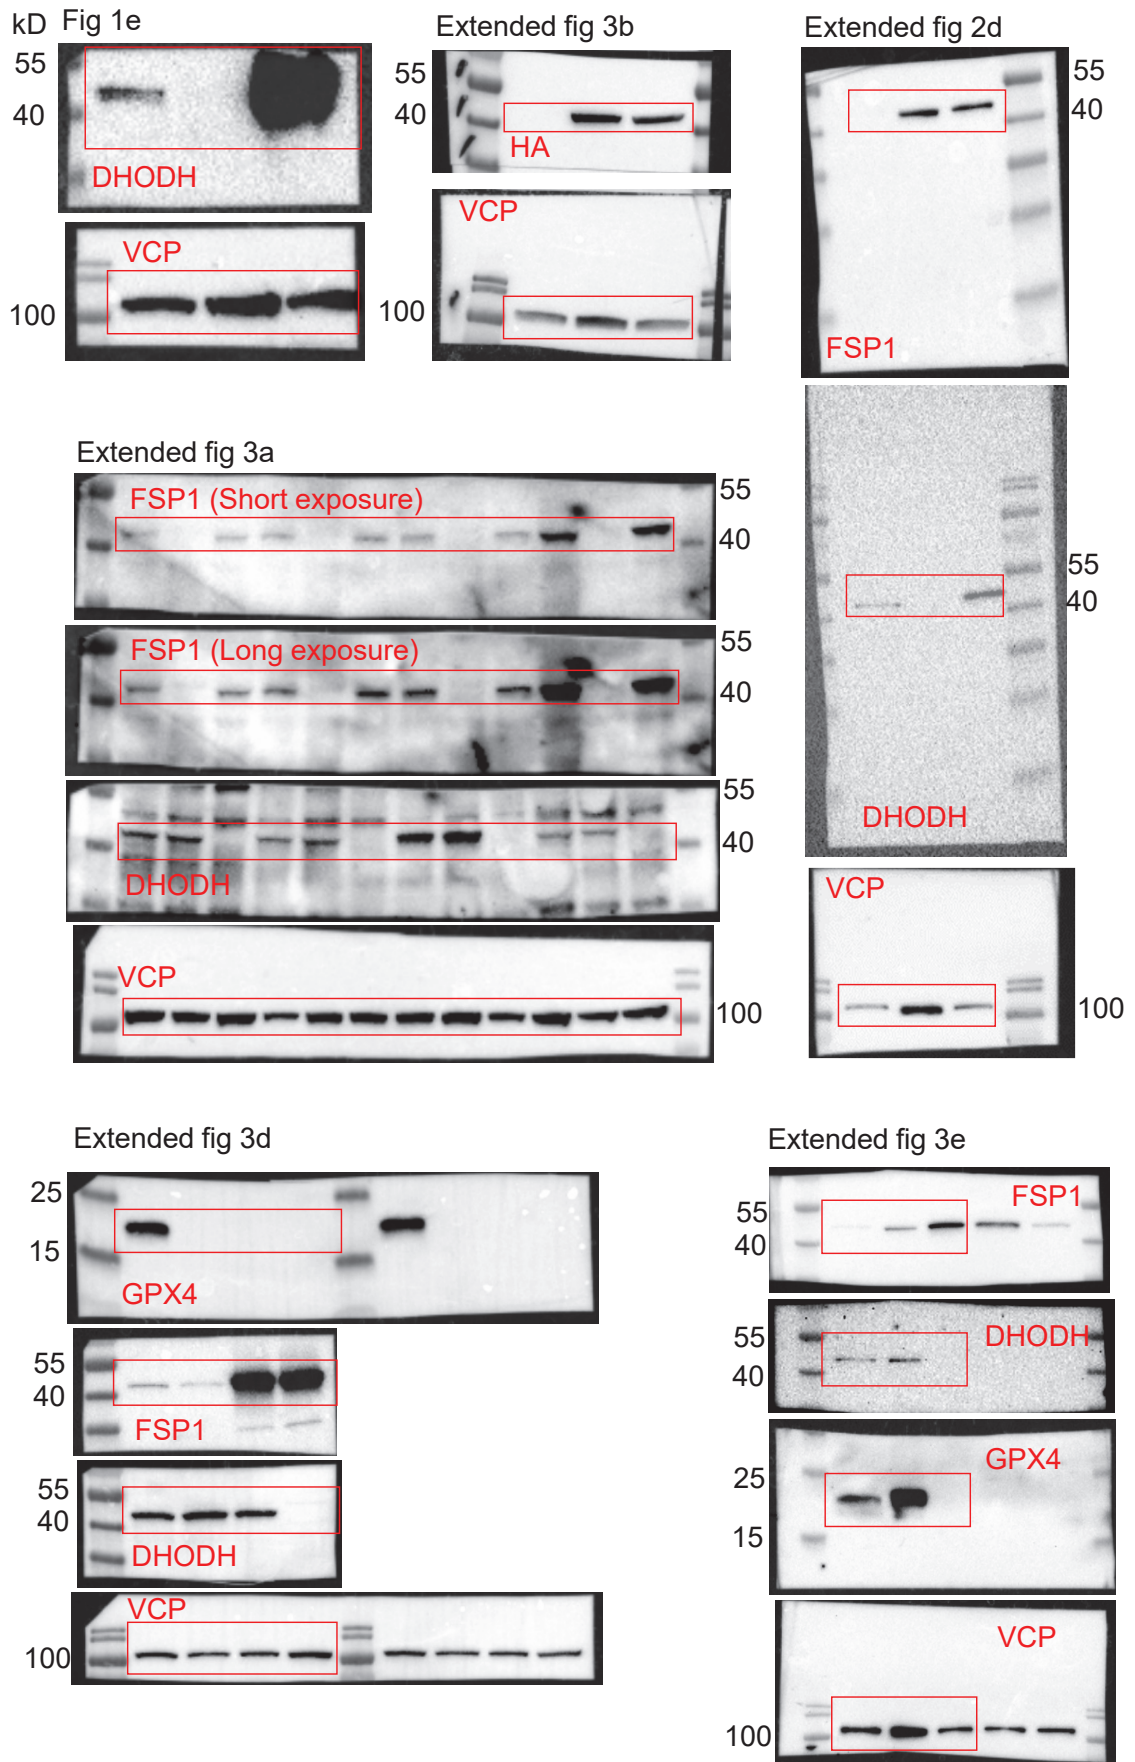 kD
Fig 1e
55
40
DHODH
VCP
100
Extended fig 3b
55
40
HA
VCP
100
Extended fig 2d
55
40
FSP1
55
40
DHODH
VCP
100
Extended fig 3a
FSP1 (Short exposure)
55
40
FSP1 (Long exposure)
55
40
55
40
DHODH
VCP
100
Extended fig 3d
25
15
GPX4
55
40
FSP1
55
40
DHODH
VCP
100
Extended fig 3e
FSP1
55
40
DHODH
55
40
GPX4
25
15
VCP
100